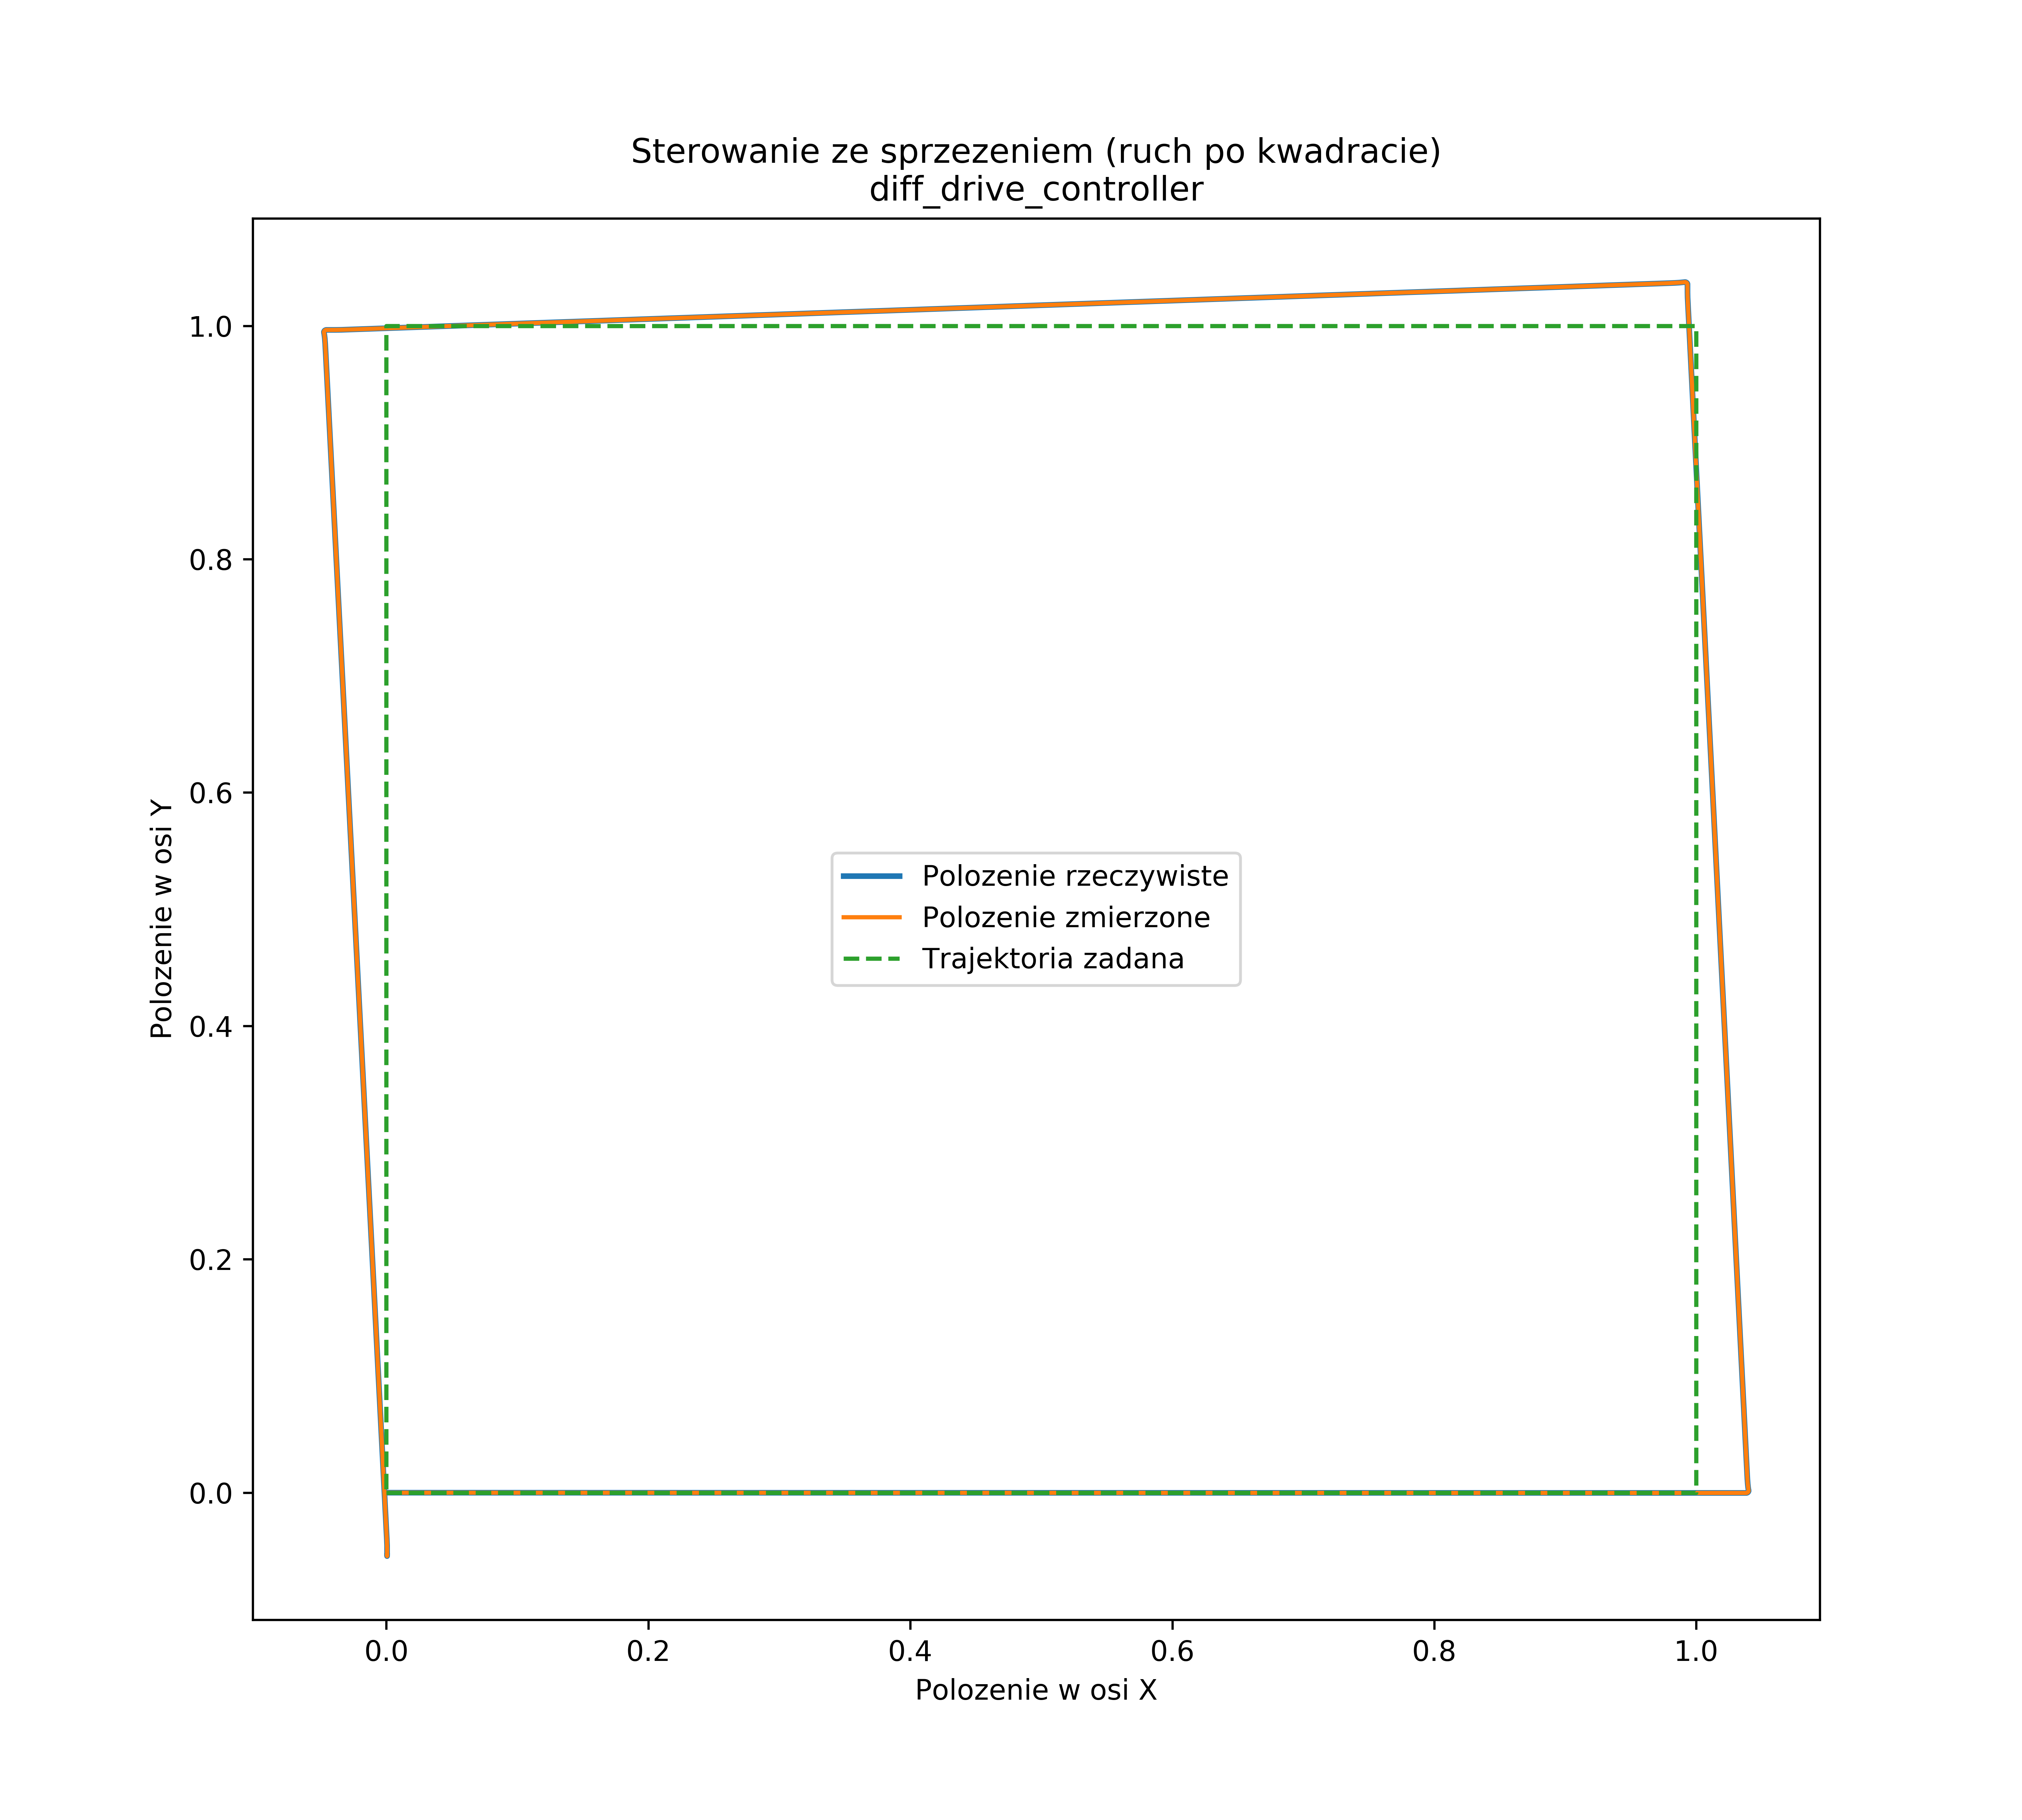 Sterowanie ze sprzezeniem (ruch po kwadracie)
diff_drive_controller
1.0
0.8
0.6
0.4
0.2
0.0
Polozenie w osi Y
Polozenie rzeczywiste
Polozenie zmierzone
Trajektoria zadana
0.0 0.2 0.4 0.6 0.8 1.0
Polozenie w osi X